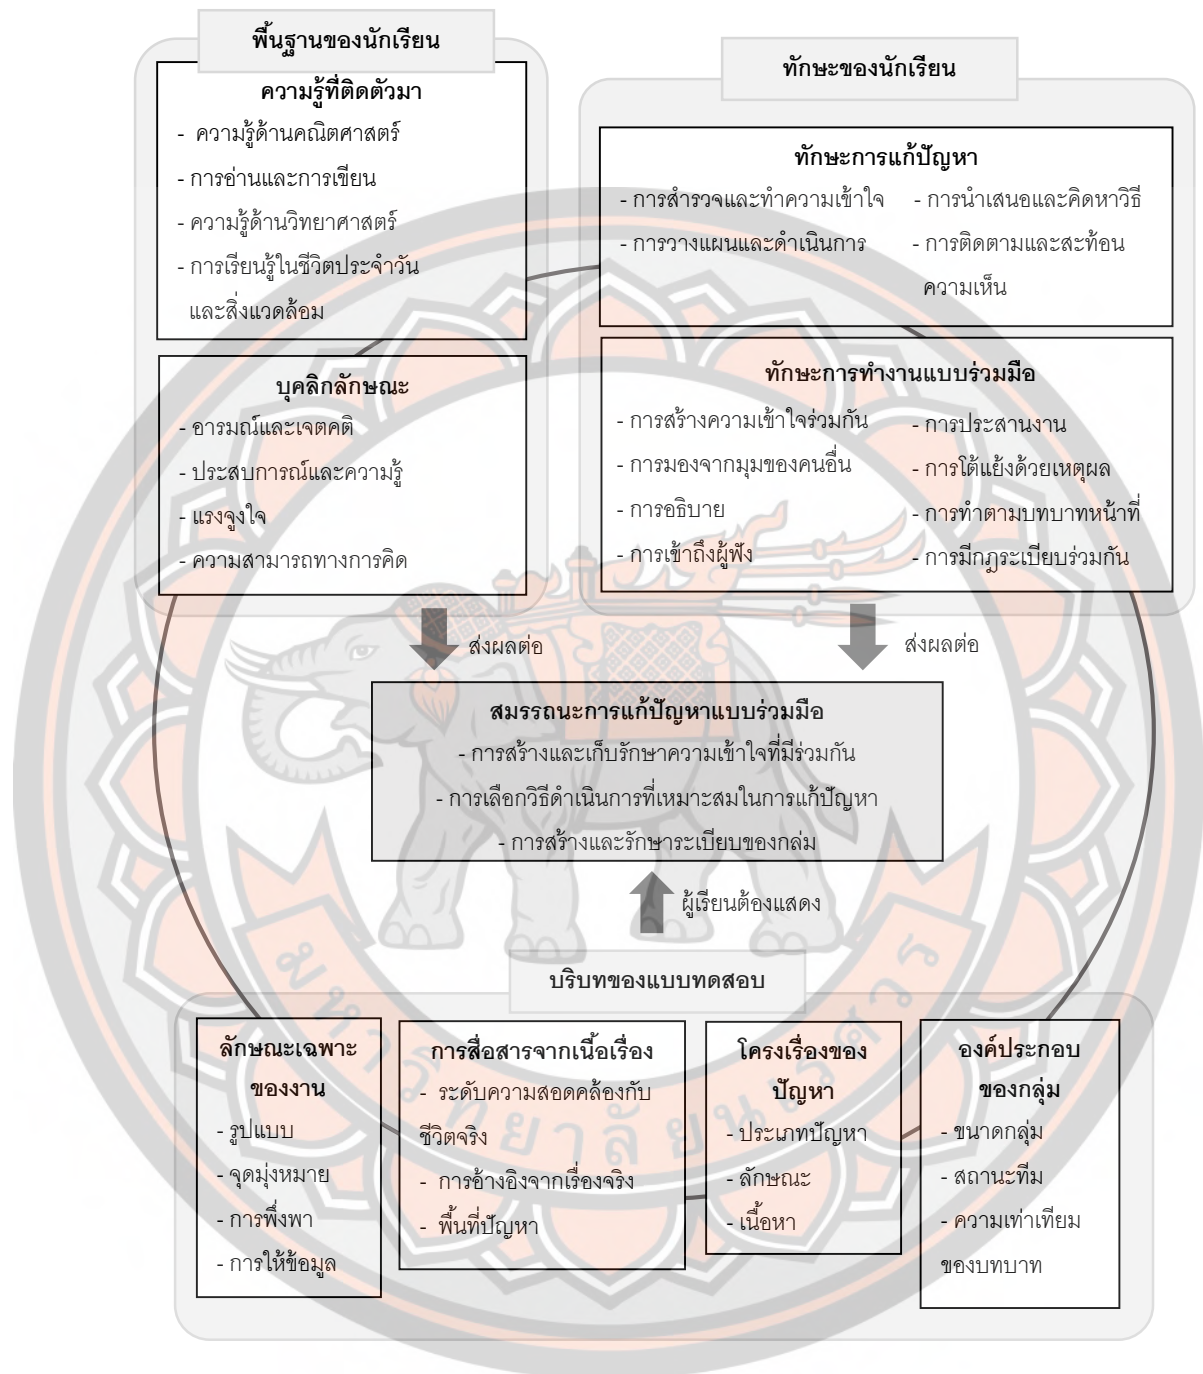 พื้นฐานของนักเรียน
ความรู้ที่ติดตัวมา
- ความรู้ด้านคณิตศาสตร์
- การอ่านและการเขียน
- ความรู้ด้านวิทยาศาสตร์
- การเรียนรู้ในชีวิตประจำวัน
และสิ่งแวดล้อม
บุคลิกลักษณะ
- อารมณ์และเจตคติ
- ประสบการณ์และความรู้
- แรงจูงใจ
- ความสามารถทางการคิด
ทักษะของนักเรียน
ทักษะการแก้ปัญหา
- การสำรวจและทำความเข้าใจ
- การวางแผนและดำเนินการ
- การนำเสนอและคิดหาวิธี
- การติดตามและสะท้อน
ความเห็น
ทักษะการทำงานแบบร่วมมือ
- การสร้างความเข้าใจร่วมกัน
- การมองจากมุมของคนอื่น
- การอธิบาย
- การเข้าถึงผู้ฟัง
- การประสานงาน
- การโต้แย้งด้วยเหตุผล
- การทำตามบทบาทหน้าที่
- การมีกฎระเบียบร่วมกัน
ส่งผลต่อ
ส่งผลต่อ
สมรรถนะการแก้ปัญหาแบบร่วมมือ
- การสร้างและเก็บรักษาความเข้าใจที่มีร่วมกัน
- การเลือกวิธีดำเนินการที่เหมาะสมในการแก้ปัญหา
- การสร้างและรักษาระเบียบของกลุ่ม
ผู้เรียนต้องแสดง
บริบทของแบบทดสอบ
ลักษณะเฉพาะ
ของงาน
- รูปแบบ
- จุดมุ่งหมาย
- การพึ่งพา
- การให้ข้อมูล
การสื่อสารจากเนื้อเรื่อง
- ระดับความสอดคล้องกับ
ชีวิตจริง
- การอ้างอิงจากเรื่องจริง
- พื้นที่ปัญหา
โครงเรื่องของ
ปัญหา
- ประเภทปัญหา
- ลักษณะ
- เนื้อหา
องค์ประกอบ
ของกลุ่ม
- ขนาดกลุ่ม
- สถานะทีม
- ความเท่าเทียม
ของบทบาท
มหาวิทยาลัยนเรศวร